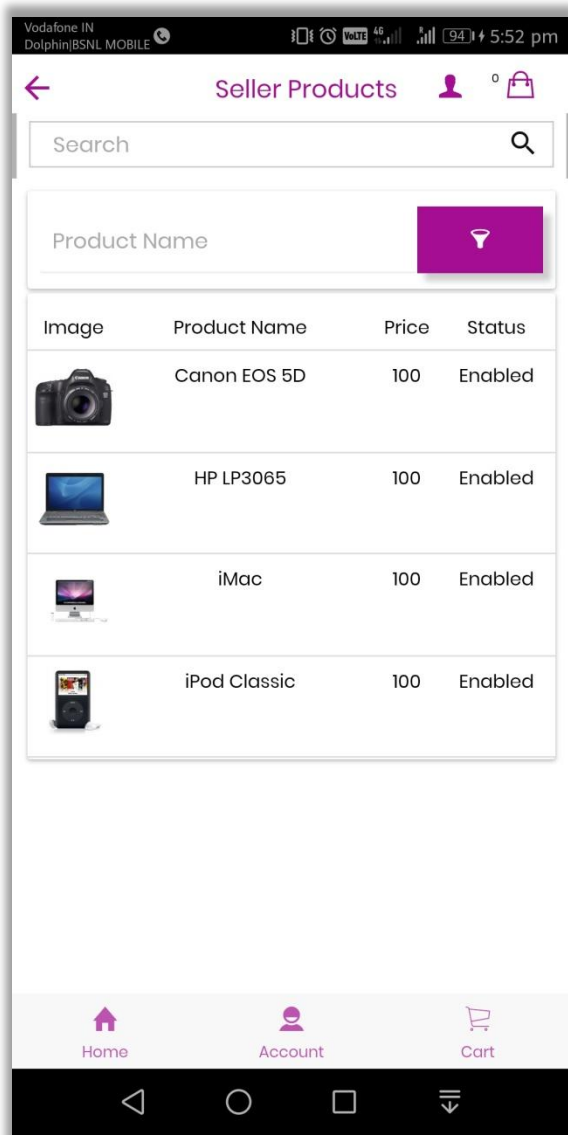 Vodafone IN
Dolphin|BSNL MOBILE VoLTE 4G 94 5:52 pm
Seller Products 0
Search
Product Name
Image Product Name Price Status
Canon EOS 5D 100 Enabled
HP LP3065 100 Enabled
iMac 100 Enabled
iPod Classic 100 Enabled
Home Account Cart